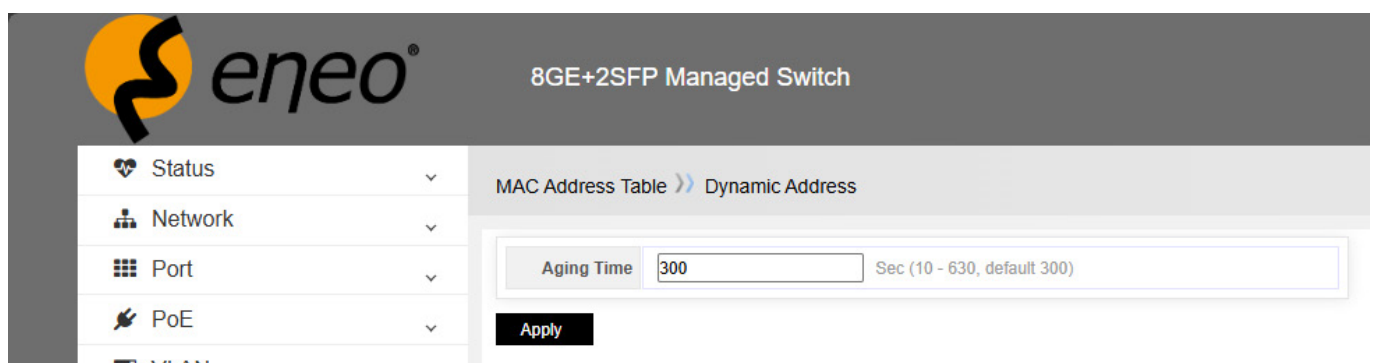 eneo®
8GE+2SFP Managed Switch
Status
Network
Port
PoE
MAC Address Table » Dynamic Address
Aging Time 300 Sec (10 - 630, default 300)
Apply